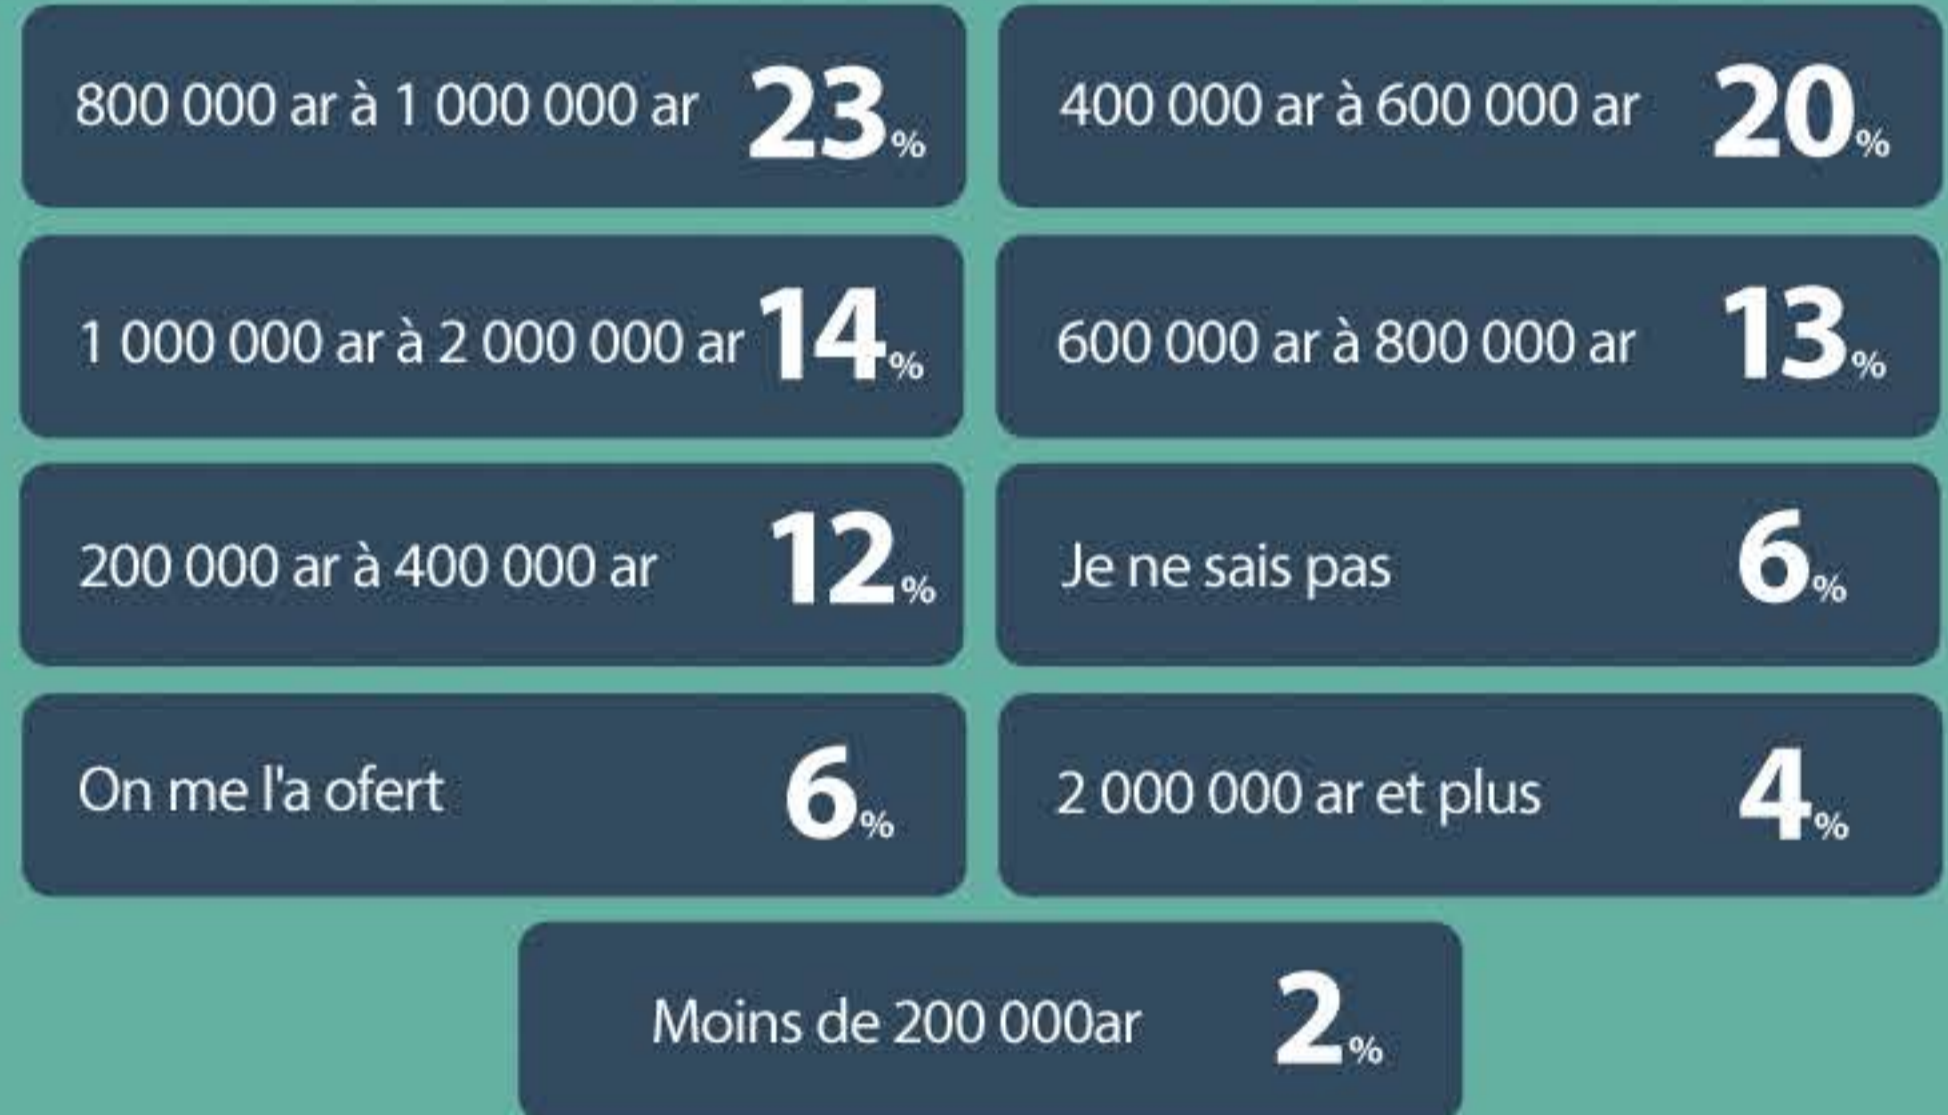 800 000 ar à 1 000 000 ar 23%
400 000 ar à 600 000 ar 20%
1 000 000 ar à 2 000 000 ar 14%
600 000 ar à 800 000 ar 13%
200 000 ar à 400 000 ar 12%
Je ne sais pas 6%
On me l'a ofert 6%
2 000 000 ar et plus 4%
Moins de 200 000ar 2%